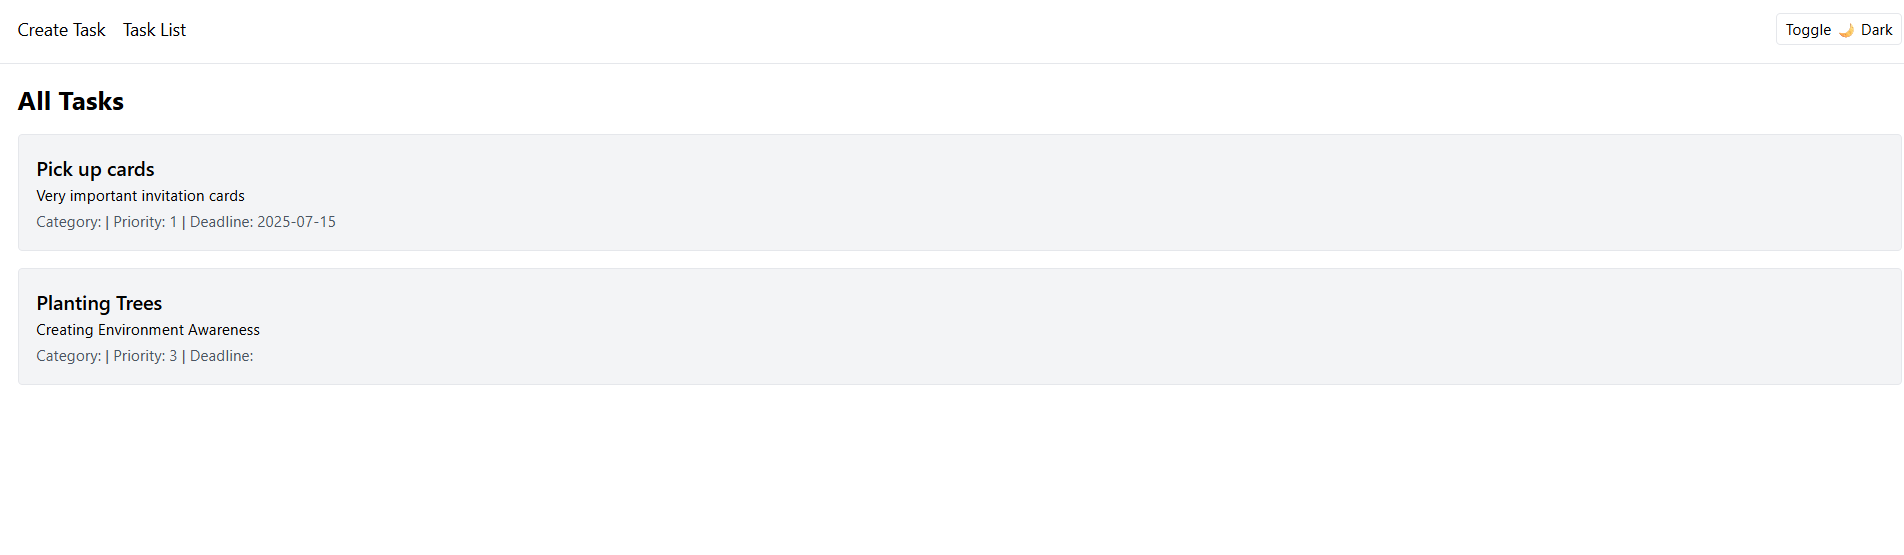 Create Task Task List Toggle 🌙 Dark
All Tasks
Pick up cards
Very important invitation cards
Category: | Priority: 1 | Deadline: 2025-07-15
Planting Trees
Creating Environment Awareness
Category: | Priority: 3 | Deadline: